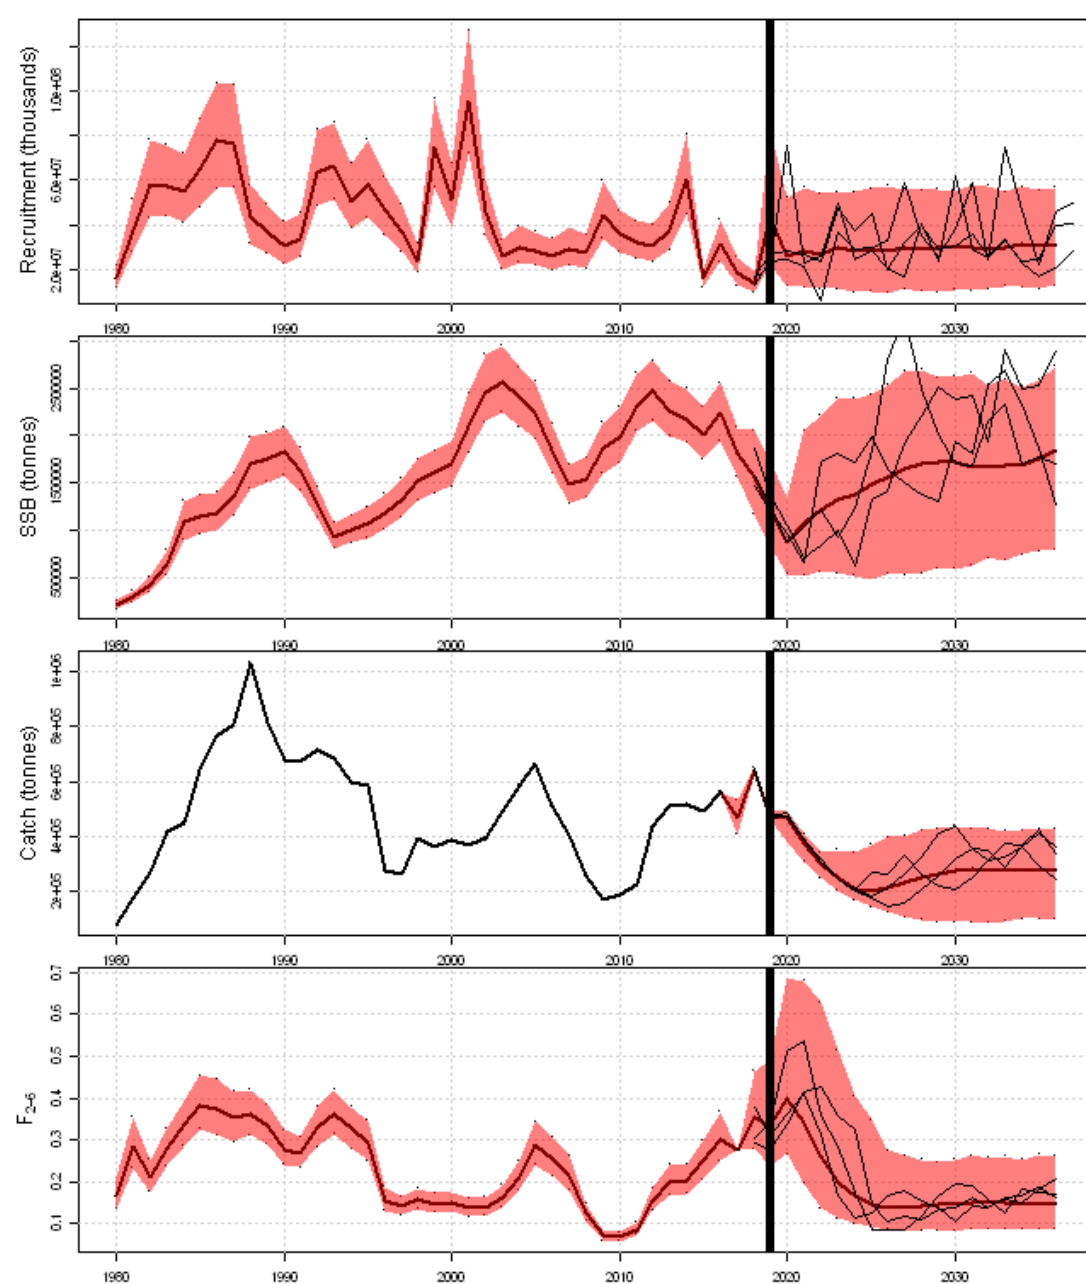 Recruitment (thousands)
1.0e+08
6.0e+07
2.0e+07
1980 1990 2000 2010 2020 2030
SSB (tonnes)
2500000
1500000
500000
1980 1990 2000 2010 2020 2030
Catch (tonnes)
1e+06
8e+05
6e+05
4e+05
2e+05
1980 1990 2000 2010 2020 2030
F2-6
0.7
0.6
0.5
0.4
0.3
0.2
0.1
1980 1990 2000 2010 2020 2030